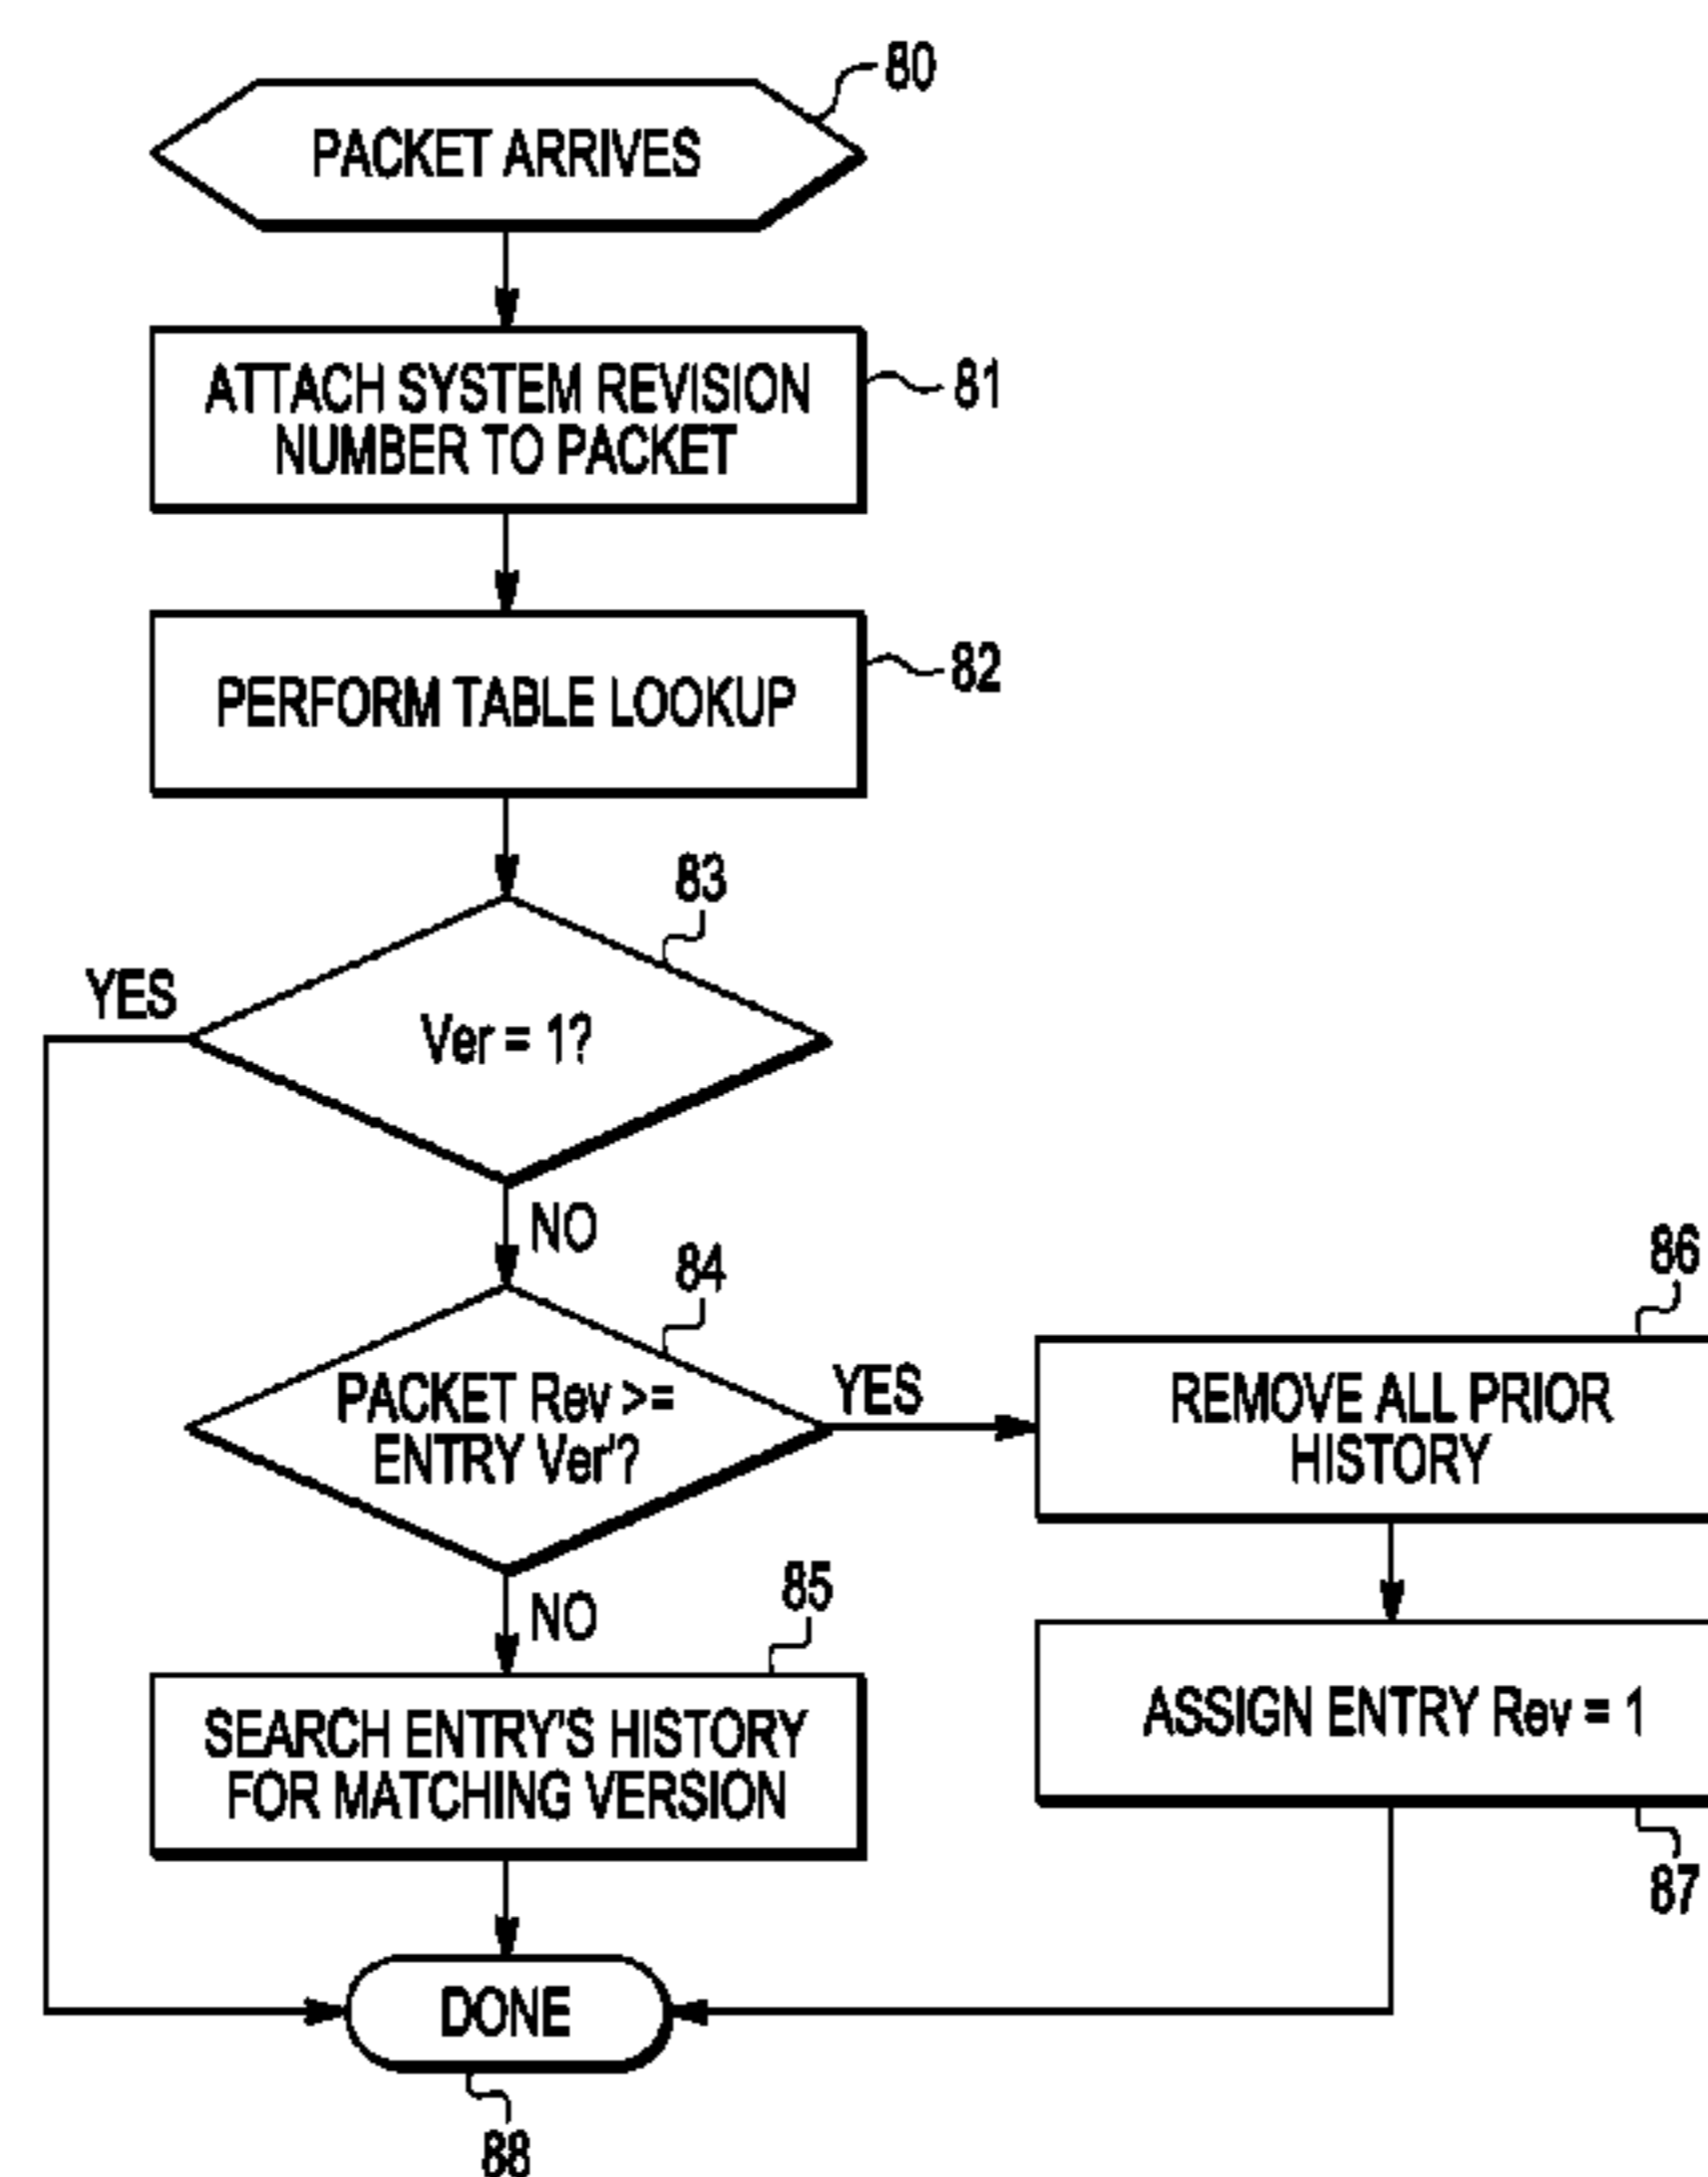 80
PACKET ARRIVES
81
ATTACH SYSTEM REVISION
NUMBER TO PACKET
82
PERFORM TABLE LOOKUP
83
YES
Ver = 1?
NO
84
PACKET Rev >=
ENTRY Ver'?
YES
86
REMOVE ALL PRIOR
HISTORY
NO
85
SEARCH ENTRY'S HISTORY
FOR MATCHING VERSION
ASSIGN ENTRY Rev = 1
87
DONE
88